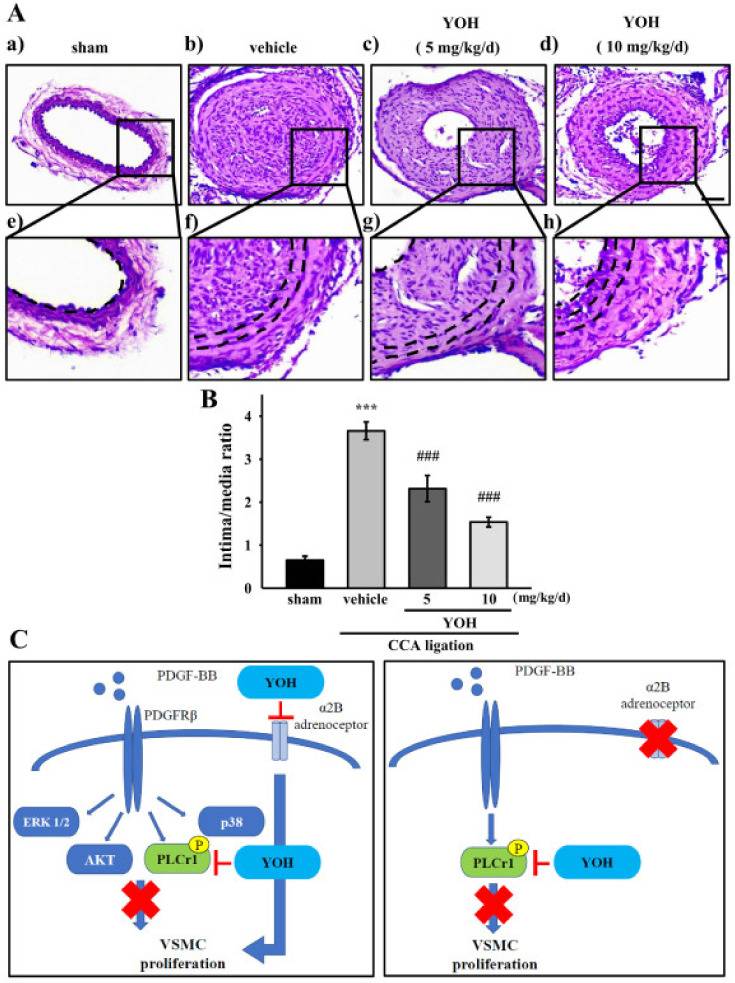 A
a) sham
b) vehicle
c) YOH
( 5 mg/kg/d)
d) YOH
( 10 mg/kg/d)
e)
f)
g)
h)
B
Intima/media ratio
4
3
2
1
0
***
###
###
sham vehicle 5 10 (mg/kg/d)
YOH
CCA ligation
C
PDGF-BB
YOH
PDGFRβ
α2B
adrenoceptor
ERK 1/2
p38
AKT
PLCr1
P
YOH
VSMC
proliferation
PDGF-BB
α2B
adrenoceptor
P
PLCr1
YOH
VSMC
proliferation